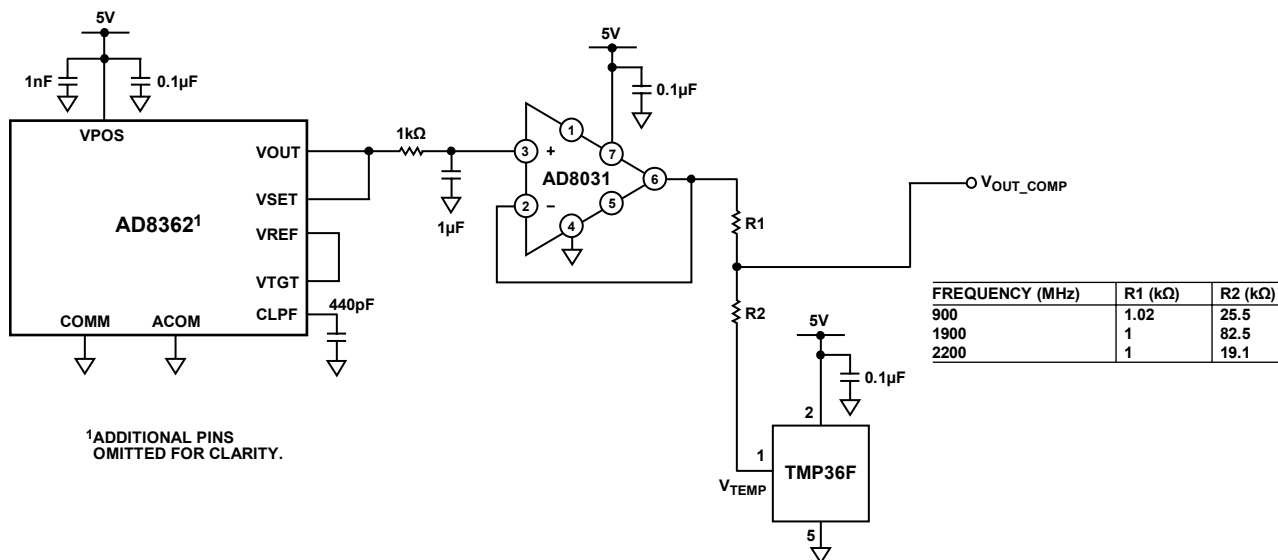 5V
1nF
0.1µF
VPOS
VOUT
VSET
VREF
VTGT
CLPF
COMM
ACOM
AD8362¹
440pF
1kΩ
1µF
3
+
2
–
1
7
6
5
4
AD8031
5V
0.1µF
R1
R2
VOUT_COMP
FREQUENCY (MHz) R1 (kΩ) R2 (kΩ)
900 1.02 25.5
1900 1 82.5
2200 1 19.1
5V
0.1µF
2
1
VTEMP
TMP36F
5
¹ADDITIONAL PINS
OMITTED FOR CLARITY.